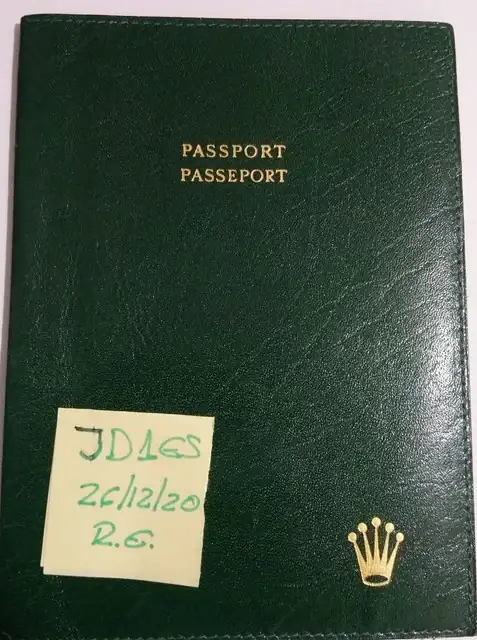 PASSPORT
PASSEPORT
JD1GS
26/12/20
R.G.